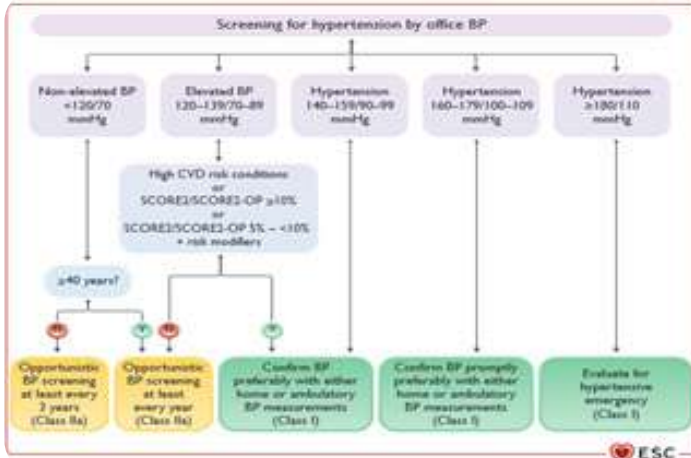 Screening for hypertension by office BP
Non-elevated BP
<120/70
mmHg
Elevated BP
120–139/70–89
mmHg
Hypertension
140–159/90–99
mmHg
Hypertension
160–179/100–109
mmHg
Hypertension
≥180/110
mmHg
High CVD risk conditions
or
SCORE2/SCORE2-OP ≥10%
or
SCORE2/SCORE2-OP 5% – <10%
+ risk modifiers
≥40 years?
N
Y
N
Y
Opportunistic
BP screening
at least every
3 years
(Class IIa)
Opportunistic
BP screening
at least
every year
(Class IIa)
Confirm BP
preferably with either
home or ambulatory
BP measurements
(Class I)
Confirm BP promptly
preferably with either
home or ambulatory
BP measurements
(Class I)
Evaluate for
hypertensive
emergency
(Class I)
ESC